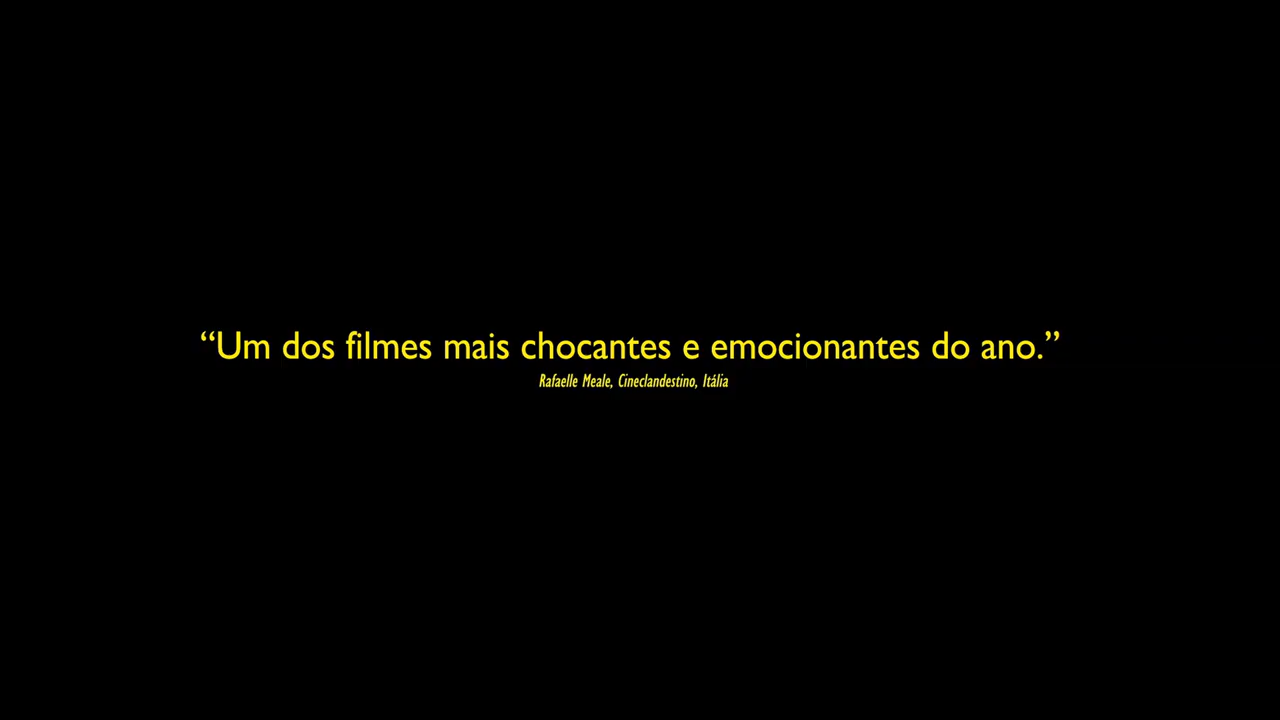 “Um dos filmes mais chocantes e emocionantes do ano.”
Rafaelle Meale, Cineclandestino, Itália